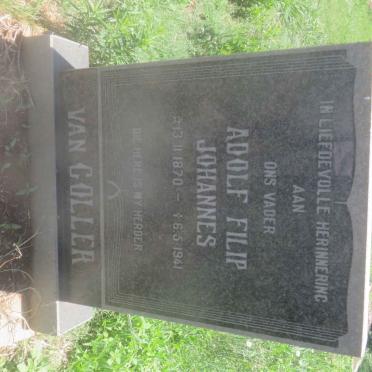 IN LIEFDEVOLLE HERINNERING
AAN
ONS VADER
ADOLF FILIP
JOHANNES
13.11.1870 – † 6.5.1941
DIE HERE IS MY HERDER
VAN COLLER